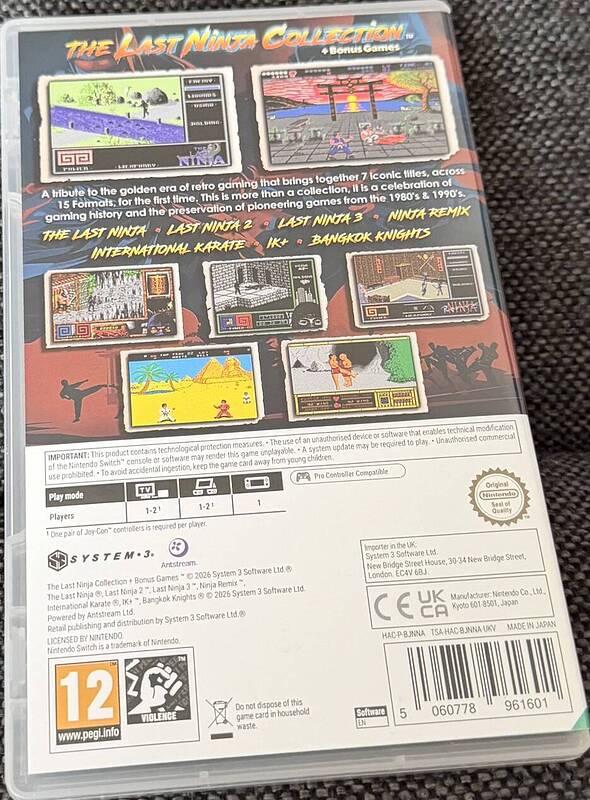 THE LAST NINJA COLLECTION™
+ Bonus Games
ENEMY
USING
HOLDING
THE LAST NINJA
A tribute to the golden era of retro gaming that brings together 7 iconic titles, across
15 Formats, for the first time. This is more than a collection, it is a celebration of
gaming history and the preservation of pioneering games from the 1980's & 1990's.
THE LAST NINJA • LAST NINJA 2 • LAST NINJA 3 • NINJA REMIX
INTERNATIONAL KARATE • IK+ • BANGKOK KNIGHTS
IMPORTANT: This product contains technological protection measures. • The use of an unauthorised device or software that enables technical modification
of the Nintendo Switch™ console or software may render this game unplayable. • A system update may be required to play. • Unauthorised commercial
use prohibited. • To avoid accidental ingestion, keep the game card away from young children.
Play mode TV
Players 1-2¹ 1-2¹ 1
Pro Controller Compatible
¹ One pair of Joy-Con™ controllers is required per player.
Original
Nintendo
Seal of
Quality
SYSTEM•3®
Antstream.
The Last Ninja Collection + Bonus Games ™ © 2026 System 3 Software Ltd.®
The Last Ninja ®, Last Ninja 2 ™, Last Ninja 3 ™, Ninja Remix ™,
International Karate ®, IK+ ™, Bangkok Knights ® © 2026 System 3 Software Ltd.
Powered by Antstream Ltd.
Retail publishing and distribution by System 3 Software Ltd.®
LICENSED BY NINTENDO.
Nintendo Switch is a trademark of Nintendo.
Importer in the UK:
System 3 Software Ltd.
New Bridge Street House, 30-34 New Bridge Street,
London. EC4V 6BJ.
CE UK
CA
Manufacturer: Nintendo Co., Ltd.,
Kyoto 601-8501, Japan
HAC-P-BJNNA TSA-HAC-BJNNA-UKV MADE IN JAPAN
12
www.pegi.info
VIOLENCE
Do not dispose of this
game card in household
waste.
Software
EN
5 060778 961601